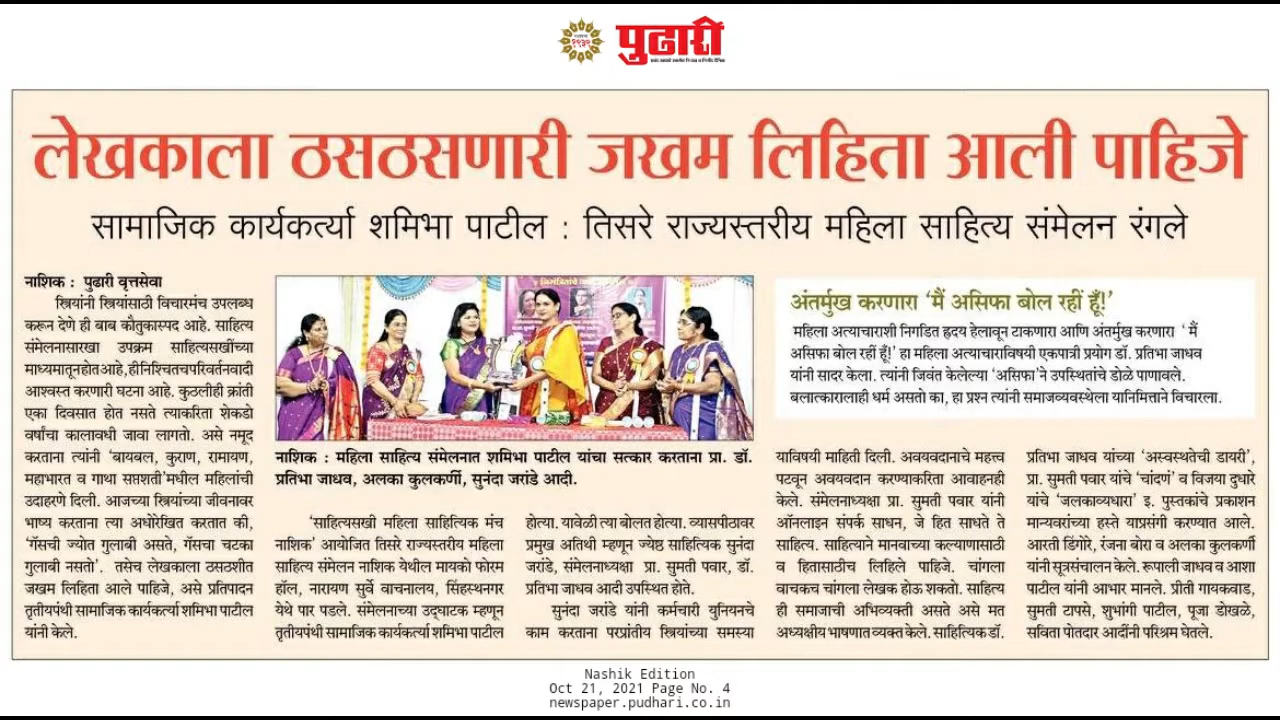 पुढारी
लेखकाला ठसठसणारी जखम लिहिता आली पाहिजे
सामाजिक कार्यकर्त्या शमिभा पाटील : तिसरे राज्यस्तरीय महिला साहित्य संमेलन रंगले
नाशिक : पुढारी वृत्तसेवा
स्त्रियांनी स्त्रियांसाठी विचारमंच उपलब्ध
करून देणे ही बाब कौतुकास्पद आहे. साहित्य
संमेलनासारखा उपक्रम साहित्यसखींच्या
माध्यमातून होत आहे, ही निश्चितच परिवर्तनवादी
आश्वस्त करणारी घटना आहे. कुठलीही क्रांती
एका दिवसात होत नसते त्याकरिता शेकडो
वर्षांचा कालावधी जावा लागतो. असे नमूद
करताना त्यांनी ‘बायबल, कुराण, रामायण,
महाभारत व गाथा सप्तशती’मधील महिलांची
उदाहरणे दिली. आजच्या स्त्रियांच्या जीवनावर
भाष्य करताना त्या अधोरेखित करतात की,
‘गॅसची ज्योत गुलाबी असते, गॅसचा चटका
गुलाबी नसतो’. तसेच लेखकाला ठसठशीत
जखम लिहिता आले पाहिजे, असे प्रतिपादन
तृतीयपंथी सामाजिक कार्यकर्त्या शमिभा पाटील
यांनी केले.
नाशिक : महिला साहित्य संमेलनात शमिभा पाटील यांचा सत्कार करताना प्रा. डॉ.
प्रतिभा जाधव, अलका कुलकर्णी, सुनंदा जरांडे आदी.
‘साहित्यसखी महिला साहित्यिक मंच
नाशिक’ आयोजित तिसरे राज्यस्तरीय महिला
साहित्य संमेलन नाशिक येथील मायको फोरम
हॉल, नारायण सुर्वे वाचनालय, सिंहस्थनगर
येथे पार पडले. संमेलनाच्या उद्घाटक म्हणून
तृतीयपंथी सामाजिक कार्यकर्त्या शमिभा पाटील
होत्या. यावेळी त्या बोलत होत्या. व्यासपीठावर
प्रमुख अतिथी म्हणून ज्येष्ठ साहित्यिक सुनंदा
जरांडे, संमेलनाध्यक्षा प्रा. सुमती पवार, डॉ.
प्रतिभा जाधव आदी उपस्थित होते.
सुनंदा जरांडे यांनी कर्मचारी युनियनचे
काम करताना परप्रांतीय स्त्रियांच्या समस्या
अंतर्मुख करणारा ‘मैं असिफा बोल रहीं हूँ!’
महिला अत्याचाराशी निगडित ह्रदय हेलावून टाकणारा आणि अंतर्मुख करणारा ‘ मैं
असिफा बोल रहीं हूँ!’ हा महिला अत्याचाराविषयी एकपात्री प्रयोग डॉ. प्रतिभा जाधव
यांनी सादर केला. त्यांनी जिवंत केलेल्या ‘असिफा’ने उपस्थितांचे डोळे पाणावले.
बलात्कारालाही धर्म असतो का, हा प्रश्न त्यांनी समाजव्यवस्थेला यानिमित्ताने विचारला.
याविषयी माहिती दिली. अवयवदानाचे महत्त्व
पटवून अवयवदान करण्याकरिता आवाहनही
केले. संमेलनाध्यक्षा प्रा. सुमती पवार यांनी
ऑनलाइन संपर्क साधन, जे हित साधते ते
साहित्य. साहित्याने मानवाच्या कल्याणासाठी
व हितासाठीच लिहिले पाहिजे. चांगला
वाचकच चांगला लेखक होऊ शकतो. साहित्य
ही समाजाची अभिव्यक्ती असते असे मत
अध्यक्षीय भाषणात व्यक्त केले. साहित्यिक डॉ.
प्रतिभा जाधव यांच्या ‘अस्वस्थतेची डायरी’,
प्रा. सुमती पवार यांचे ‘चांदणं’ व विजया दुधारे
यांची ‘जलकाव्यधारा’ इ. पुस्तकांचे प्रकाशन
मान्यवरांच्या हस्ते याप्रसंगी करण्यात आले.
आरती डिंगोरे, रंजना बोरा व अलका कुलकर्णी
यांनी सूत्रसंचालन केले. रूपाली जाधव व आशा
पाटील यांनी आभार मानले. प्रीती गायकवाड,
सुमती टापसे, शुभांगी पाटील, पूजा डोखळे,
सविता पोतदार आदींनी परिश्रम घेतले.
Nashik Edition
Oct 21, 2021 Page No. 4
newspaper.pudhari.co.in